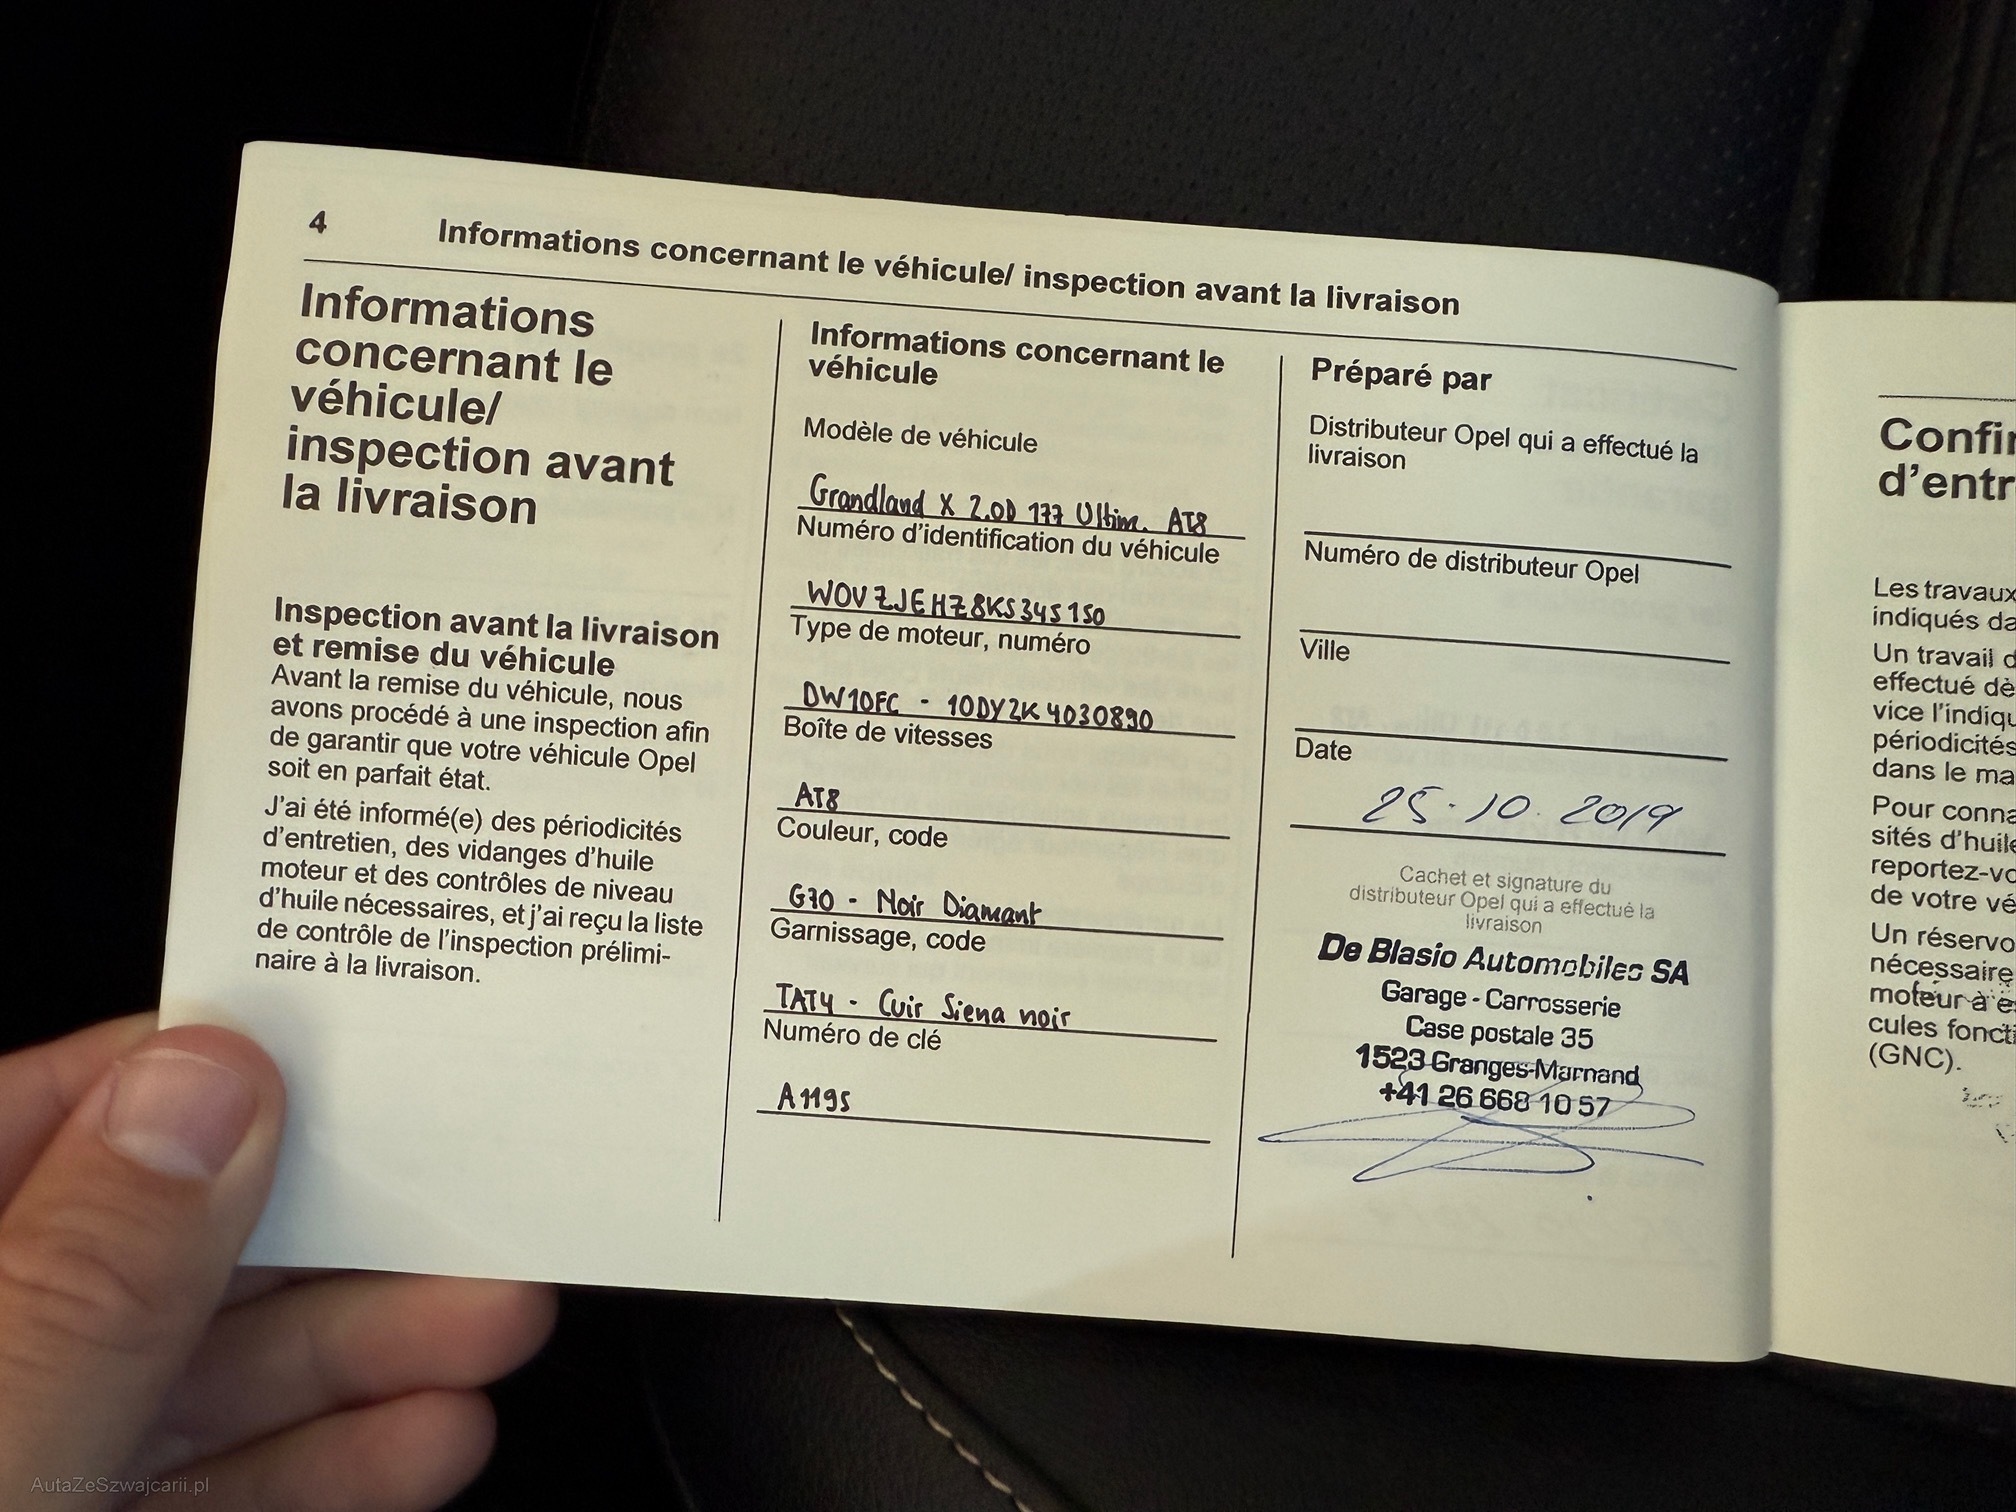 4
Informations concernant le véhicule/ inspection avant la livraison
Informations
concernant le
véhicule/
inspection avant
la livraison
Inspection avant la livraison
et remise du véhicule
Avant la remise du véhicule, nous
avons procédé à une inspection afin
de garantir que votre véhicule Opel
soit en parfait état.
J'ai été informé(e) des périodicités
d'entretien, des vidanges d'huile
moteur et des contrôles de niveau
d'huile nécessaires, et j'ai reçu la liste
de contrôle de l'inspection prélimi-
naire à la livraison.
Informations concernant le
véhicule
Modèle de véhicule
Grandland X 2.0D 177 Ultim. AT8
Numéro d'identification du véhicule
W0VZJEHZ8KS345150
Type de moteur, numéro
DW10FC - 10DYZK4030890
Boîte de vitesses
AT8
Couleur, code
G70 - Noir Diamant
Garnissage, code
TAT4 - Cuir Siena noir
Numéro de clé
A1195
Préparé par
Distributeur Opel qui a effectué la
livraison
Numéro de distributeur Opel
Ville
Date
25.10.2019
Cachet et signature du
distributeur Opel qui a effectué la
livraison
De Blasio Automobiles SA
Garage - Carrosserie
Case postale 35
1523 Granges-Marnand
+41 26 668 10 57
Confir
d'entr
Les travaux
indiqués da
Un travail d
effectué dè
vice l'indiqu
périodicités
dans le ma
Pour conna
sités d'huile
reportez-vo
de votre vé
Un réservo
nécessaire
moteur à es
cules foncti
(GNC).
AutaZeSzwajcarii.pl